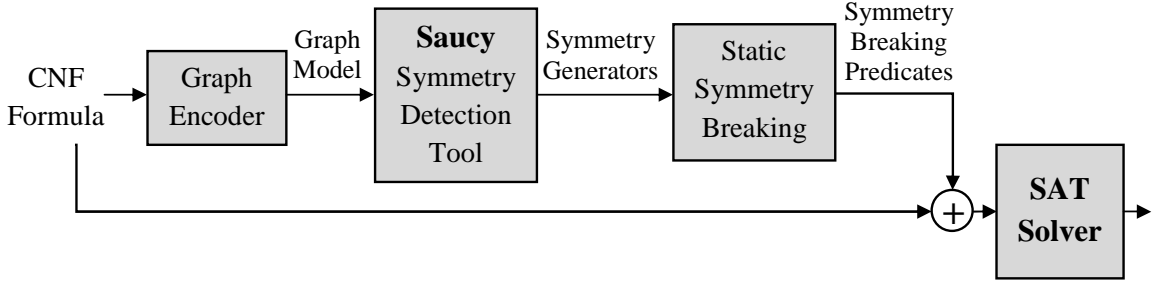 CNF
Formula
Graph
Encoder
Graph
Model
Saucy
Symmetry
Detection
Tool
Symmetry
Generators
Static
Symmetry
Breaking
Symmetry
Breaking
Predicates
+
SAT
Solver